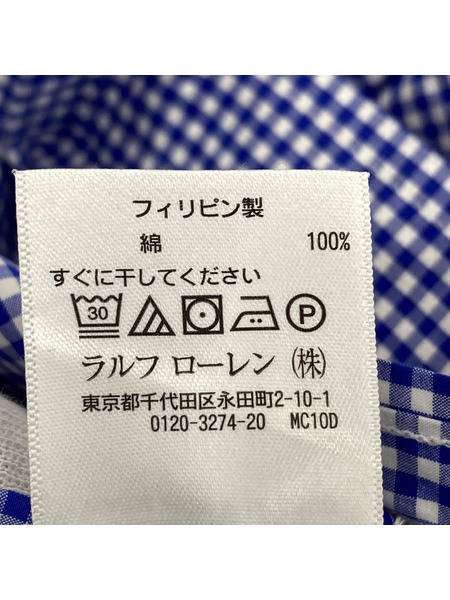 フィリピン製
綿 100%
すぐに干してください
30 P
ラルフ ローレン (株)
東京都千代田区永田町2-10-1
0120-3274-20 MC10D